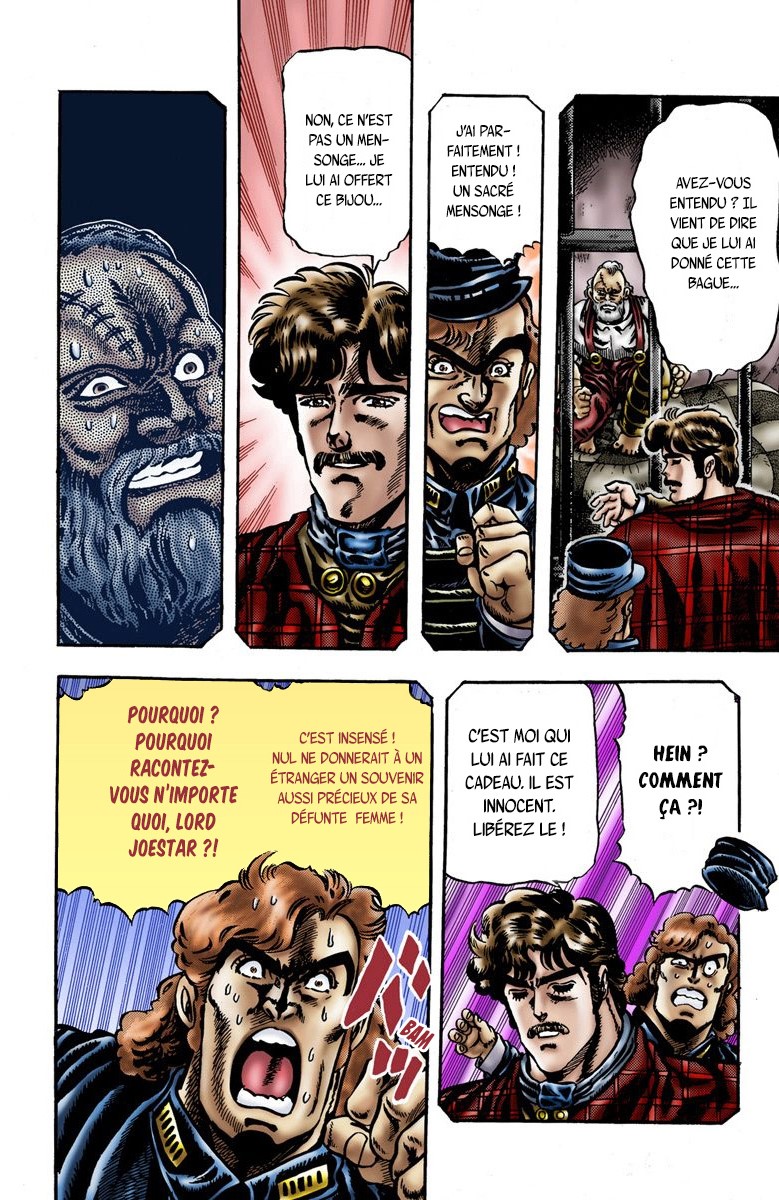 AVEZ-VOUS
ENTENDU ? IL
VIENT DE DIRE
QUE JE LUI AI
DONNÉ CETTE
BAGUE...
J'AI PAR-
FAITEMENT !
ENTENDU !
UN SACRÉ
MENSONGE !
NON, CE N'EST
PAS UN MEN-
SONGE... JE
LUI AI OFFERT
CE BIJOU...
HEIN ?
COMMENT
ÇA ?!
C'EST MOI QUI
LUI AI FAIT CE
CADEAU. IL EST
INNOCENT.
LIBÉREZ LE !
C'EST INSENSÉ !
NUL NE DONNERAIT À UN
ÉTRANGER UN SOUVENIR
AUSSI PRÉCIEUX DE SA
DÉFUNTE FEMME !
POURQUOI ?
POURQUOI
RACONTEZ-
VOUS N'IMPORTE
QUOI, LORD
JOESTAR ?!
バッ
BAM